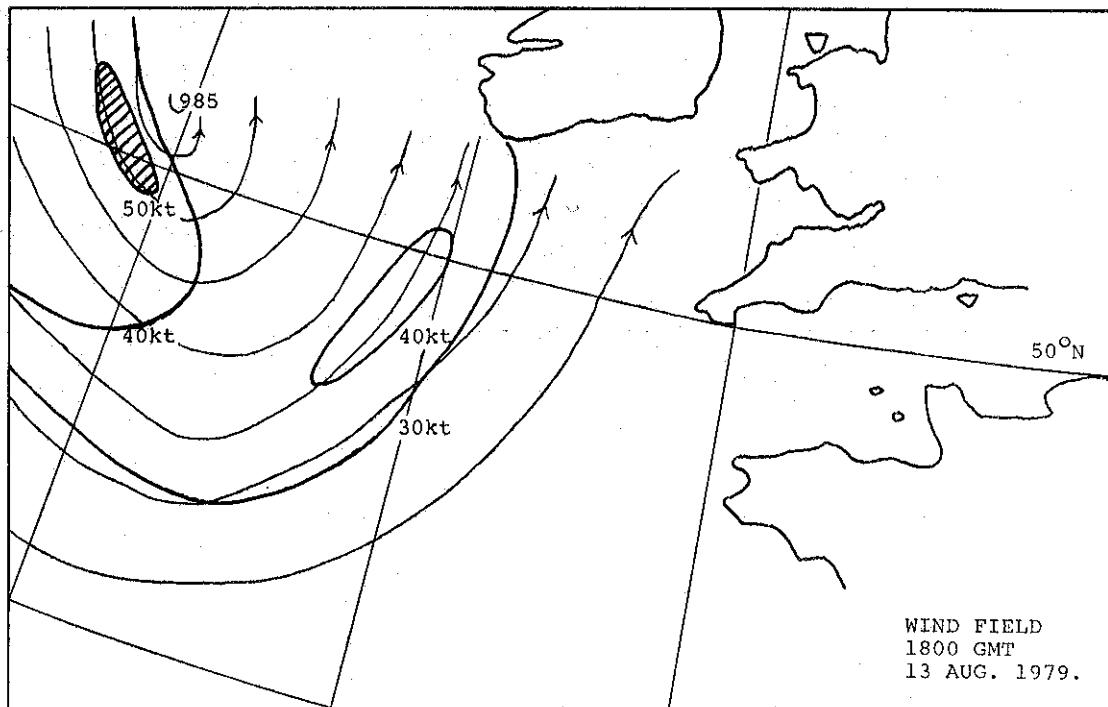 985
50kt
40kt
40kt
50°N
30kt
WIND FIELD
1800 GMT
13 AUG. 1979.